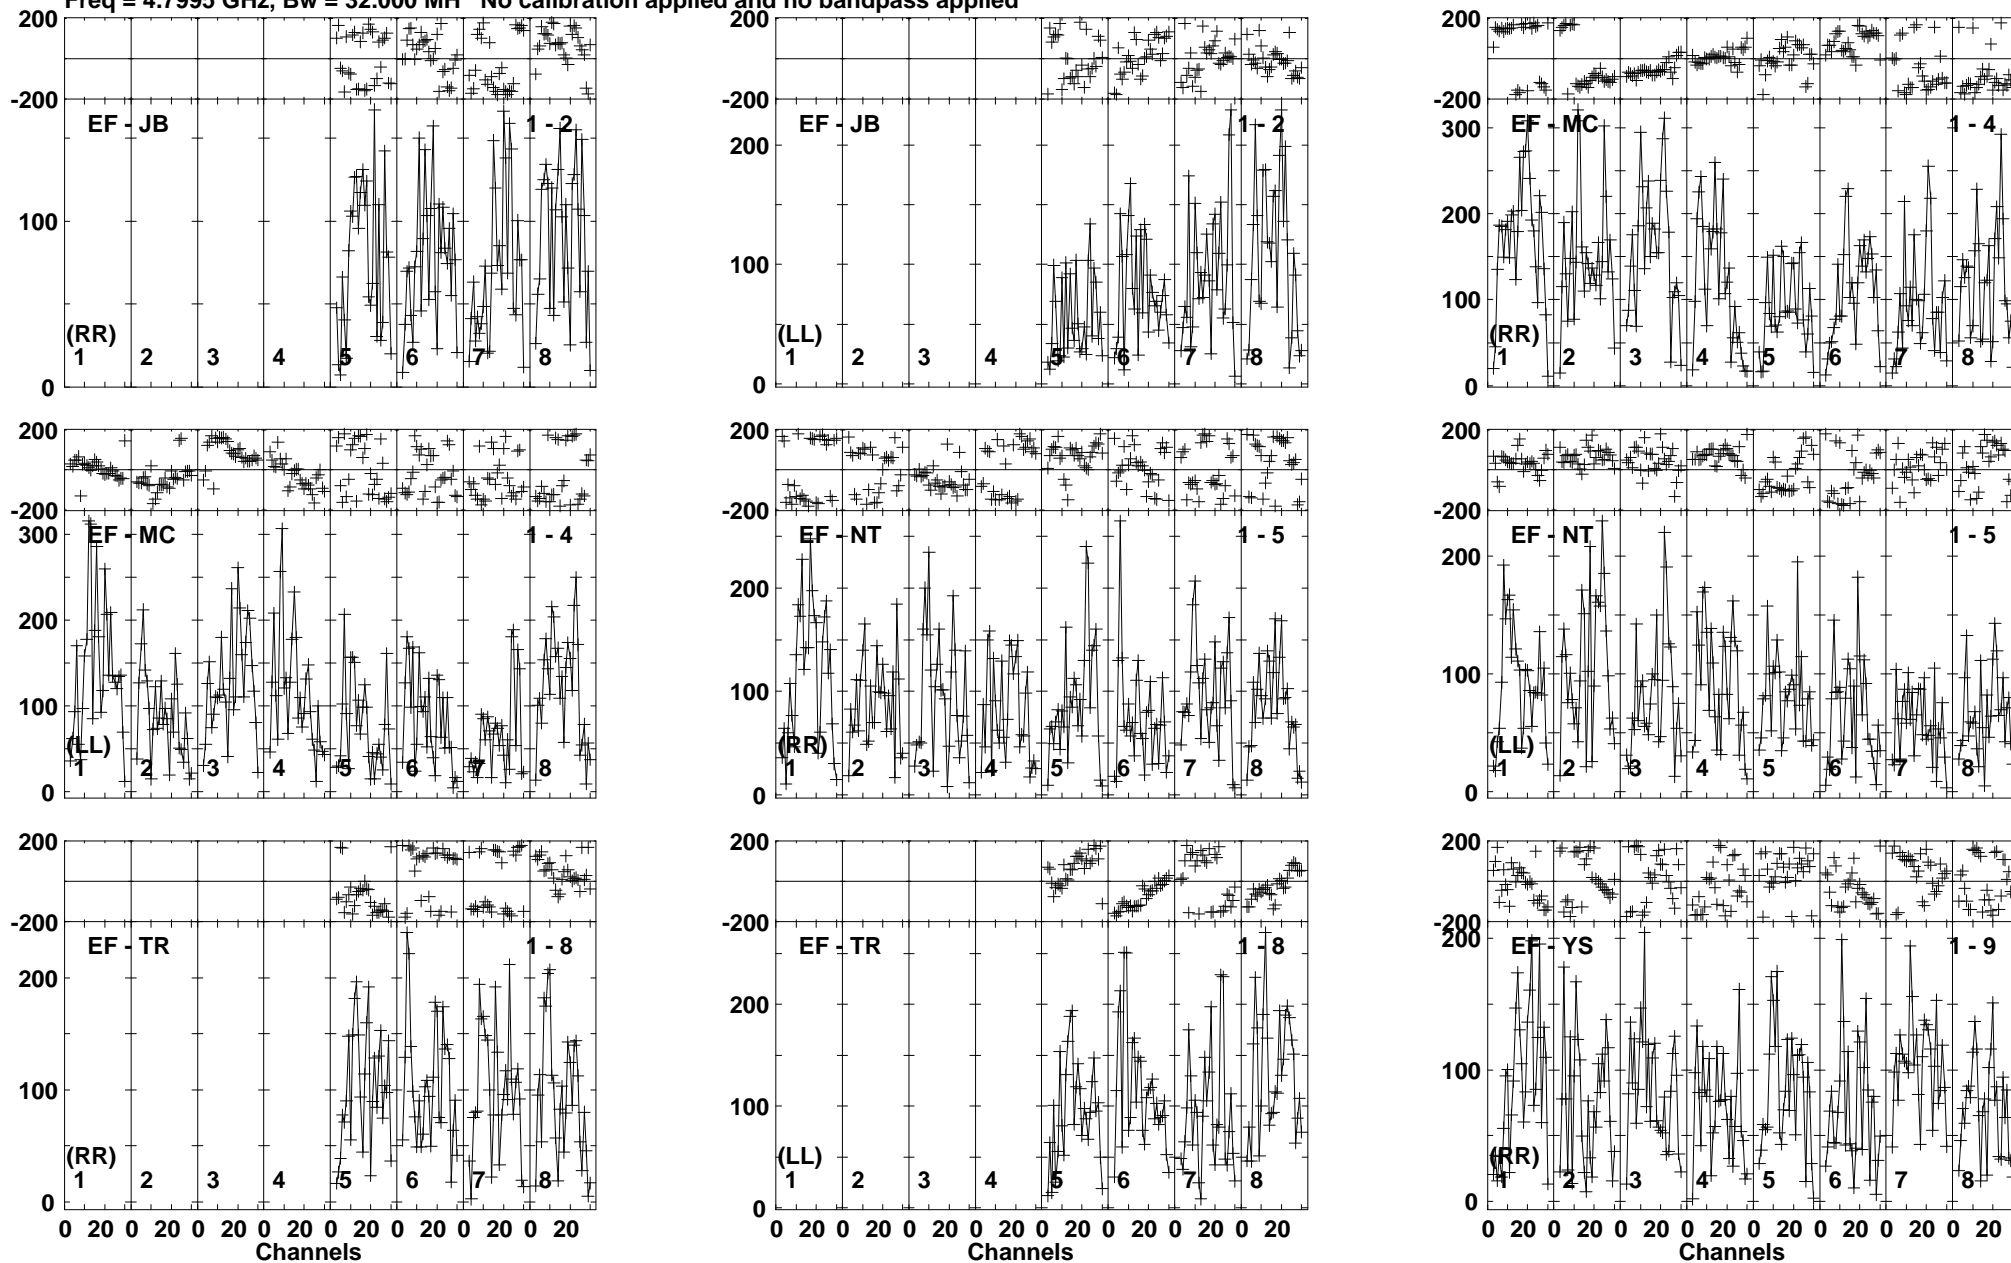 Freq = 4.7995 GHz, Bw = 32.000 MH No calibration applied and no bandpass applied
200 200 200
-200 -200 -200
EF - JB 1 - 2 EF - JB 1 - 2 EF - MC 1 - 4
300
200
200
100
100
100
(RR) (LL) (RR)
1 2 3 4 5 6 7 8 1 2 3 4 5 6 7 8 1 2 3 4 5 6 7 8
0 0 0
200 200 200
-200 -200 -200
EF - MC 1 - 4 EF - NT 1 - 5 EF - NT 1 - 5
300
200
200 200
100 100 100
(LL) (RR) (LL)
1 2 3 4 5 6 7 8 1 2 3 4 5 6 7 8 1 2 3 4 5 6 7 8
0 0 0
200 200 200
-200 -200 -200
EF - TR 1 - 8 EF - TR 1 - 8 EF - YS 1 - 9
200 200 200
100 100 100
(RR) (LL) (RR)
1 2 3 4 5 6 7 8 1 2 3 4 5 6 7 8 1 2 3 4 5 6 7 8
0 0 0
0 20 0 20 0 20 0 20 0 20 0 20 0 20 0 20 0 20 0 20 0 20 0 20 0 20 0 20 0 20 0 20 0 20 0 20 0 20 0 20 0 20 0 20 0 20 0 20
Channels Channels Channels